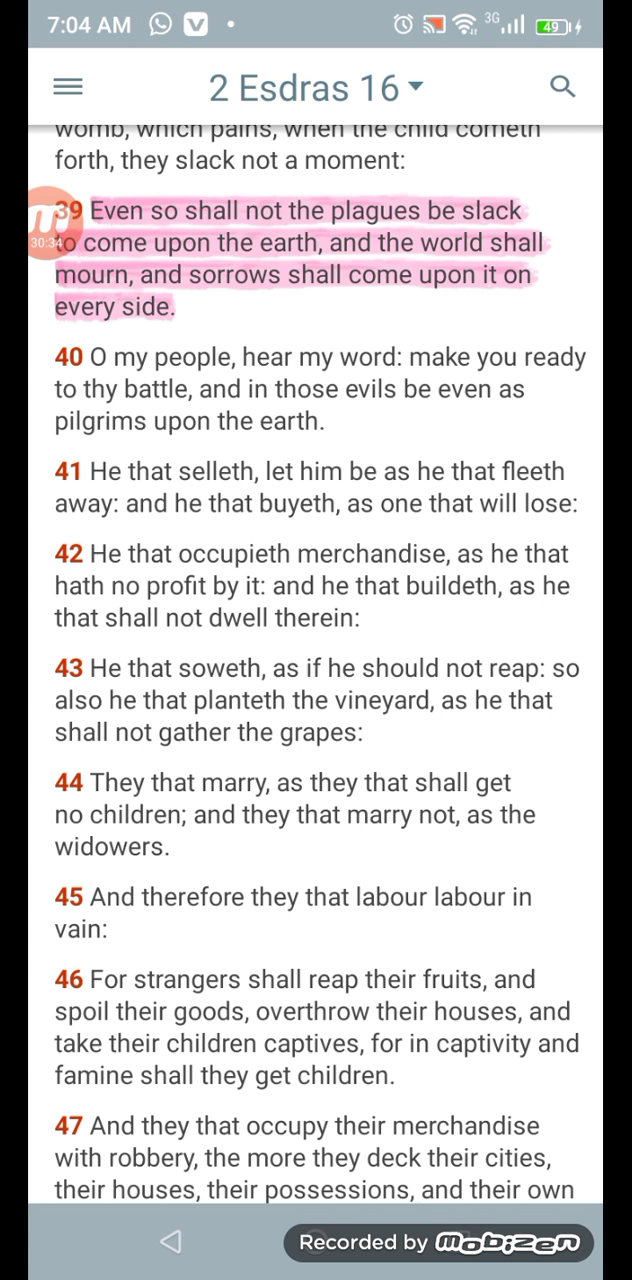 7:04 AM
3G
49
2 Esdras 16
womb, which pains, when the child cometh
forth, they slack not a moment:
39 Even so shall not the plagues be slack
30:34
to come upon the earth, and the world shall
mourn, and sorrows shall come upon it on
every side.
40 O my people, hear my word: make you ready
to thy battle, and in those evils be even as
pilgrims upon the earth.
41 He that selleth, let him be as he that fleeth
away: and he that buyeth, as one that will lose:
42 He that occupieth merchandise, as he that
hath no profit by it: and he that buildeth, as he
that shall not dwell therein:
43 He that soweth, as if he should not reap: so
also he that planteth the vineyard, as he that
shall not gather the grapes:
44 They that marry, as they that shall get
no children; and they that marry not, as the
widowers.
45 And therefore they that labour labour in
vain:
46 For strangers shall reap their fruits, and
spoil their goods, overthrow their houses, and
take their children captives, for in captivity and
famine shall they get children.
47 And they that occupy their merchandise
with robbery, the more they deck their cities,
their houses, their possessions, and their own
Recorded by mobizen